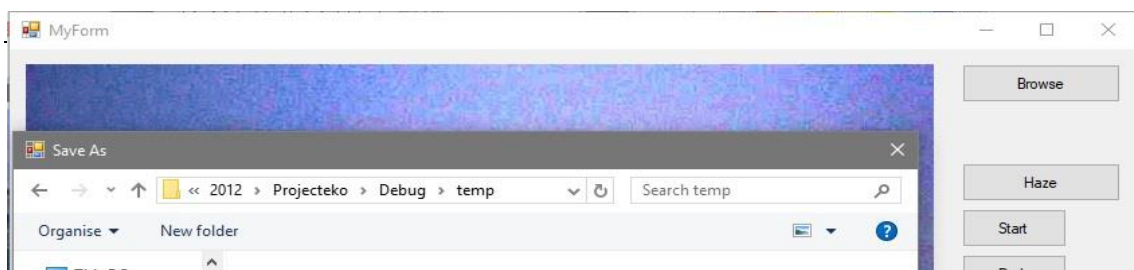 MyForm
Browse
Save As
« 2012 › Projecteko › Debug › temp
Search temp
Haze
Organise
New folder
Start